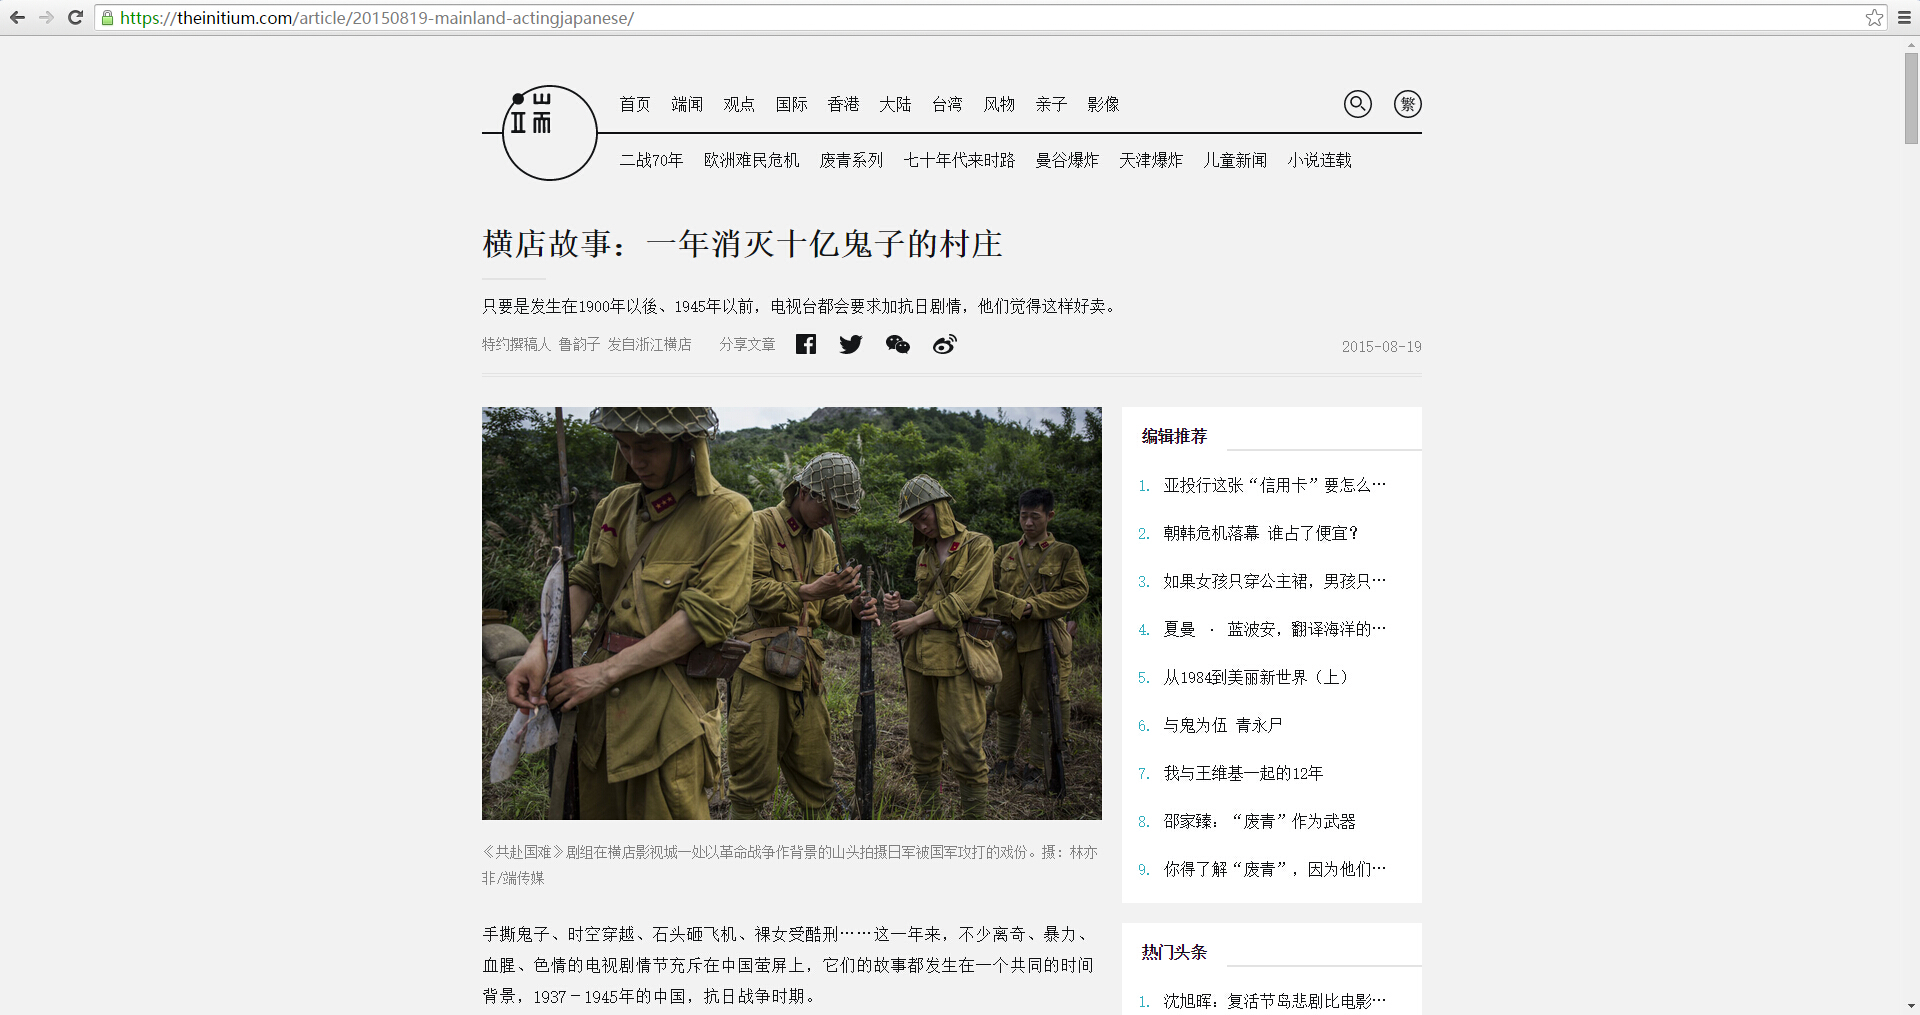 https://theinitium.com/article/20150819-mainland-actingjapanese/
端
首页 端闻 观点 国际 香港 大陆 台湾 风物 亲子 影像
繁
二战70年 欧洲难民危机 废青系列 七十年代来时路 曼谷爆炸 天津爆炸 儿童新闻 小说连载
横店故事：一年消灭十亿鬼子的村庄
只要是发生在1900年以後、1945年以前，电视台都会要求加抗日剧情，他们觉得这样好卖。
特约撰稿人 鲁韵子 发自浙江横店 分享文章
2015-08-19
《共赴国难》剧组在横店影视城一处以革命战争作背景的山头拍摄日军被国军攻打的戏份。摄：林亦
非/端传媒
手撕鬼子、时空穿越、石头砸飞机、裸女受酷刑……这一年来，不少离奇、暴力、
血腥、色情的电视剧情节充斥在中国萤屏上，它们的故事都发生在一个共同的时间
背景，1937－1945年的中国，抗日战争时期。
编辑推荐
1. 亚投行这张“信用卡”要怎么…
2. 朝韩危机落幕 谁占了便宜？
3. 如果女孩只穿公主裙，男孩只…
4. 夏曼 · 蓝波安，翻译海洋的…
5. 从1984到美丽新世界（上）
6. 与鬼为伍 青永尸
7. 我与王维基一起的12年
8. 邵家臻：“废青”作为武器
9. 你得了解“废青”，因为他们…
热门头条
1. 沈旭晖：复活节岛悲剧比电影…